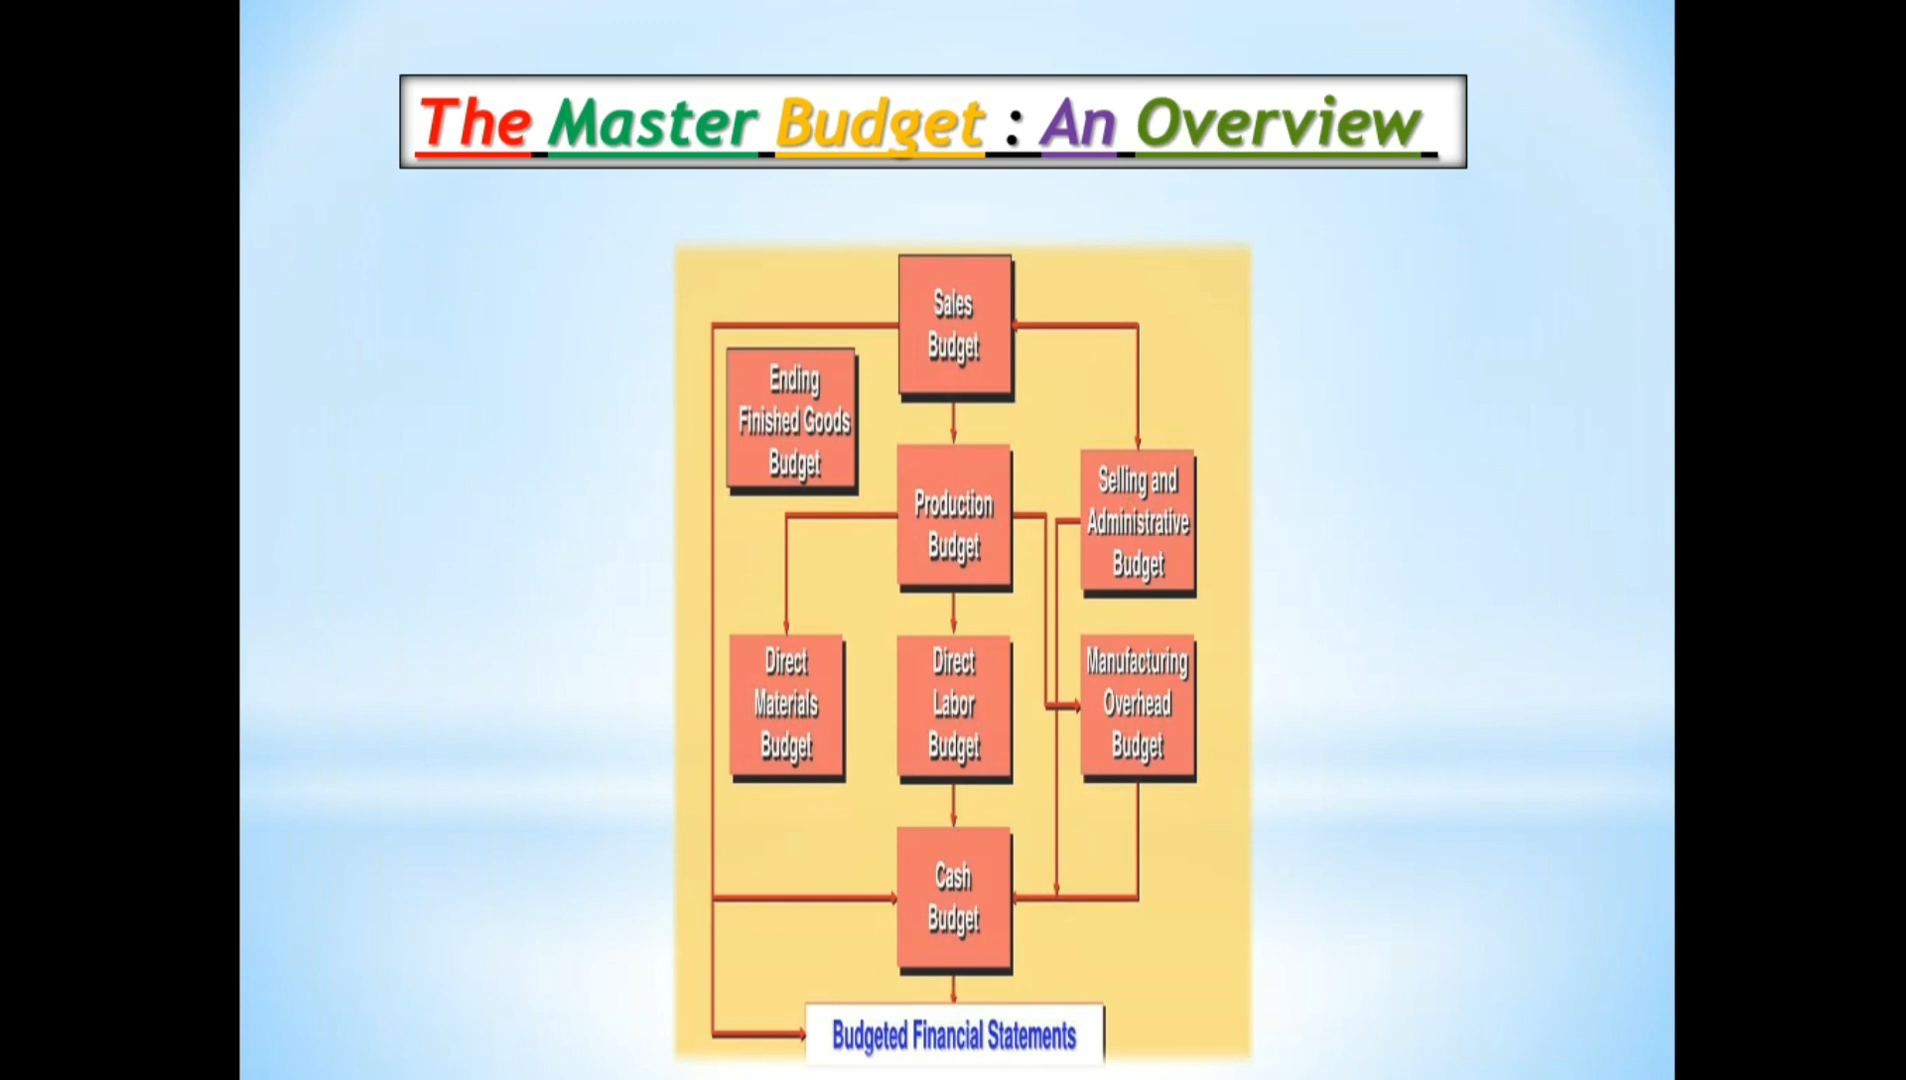 The Master Budget : An Overview
Sales
Budget
Ending
Finished Goods
Budget
Production
Budget
Selling and
Administrative
Budget
Direct
Materials
Budget
Direct
Labor
Budget
Manufacturing
Overhead
Budget
Cash
Budget
Budgeted Financial Statements